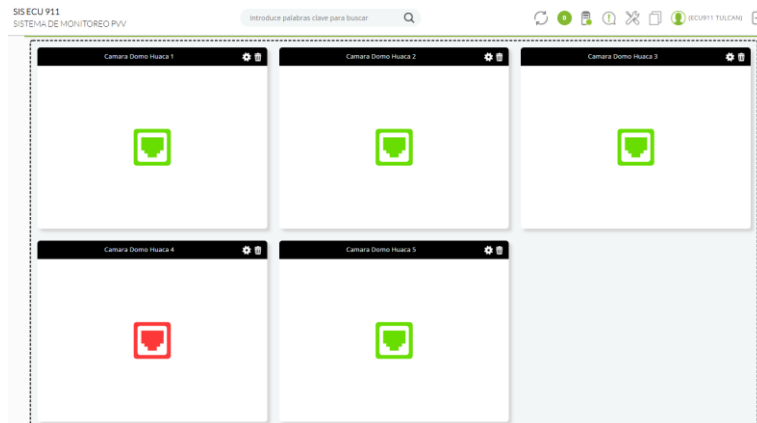 SIS ECU 911
SISTEMA DE MONITOREO PVV
Introduce palabras clave para buscar
0
(ECU911 TULCAN)
Camara Domo Huaca 1
Camara Domo Huaca 2
Camara Domo Huaca 3
Camara Domo Huaca 4
Camara Domo Huaca 5